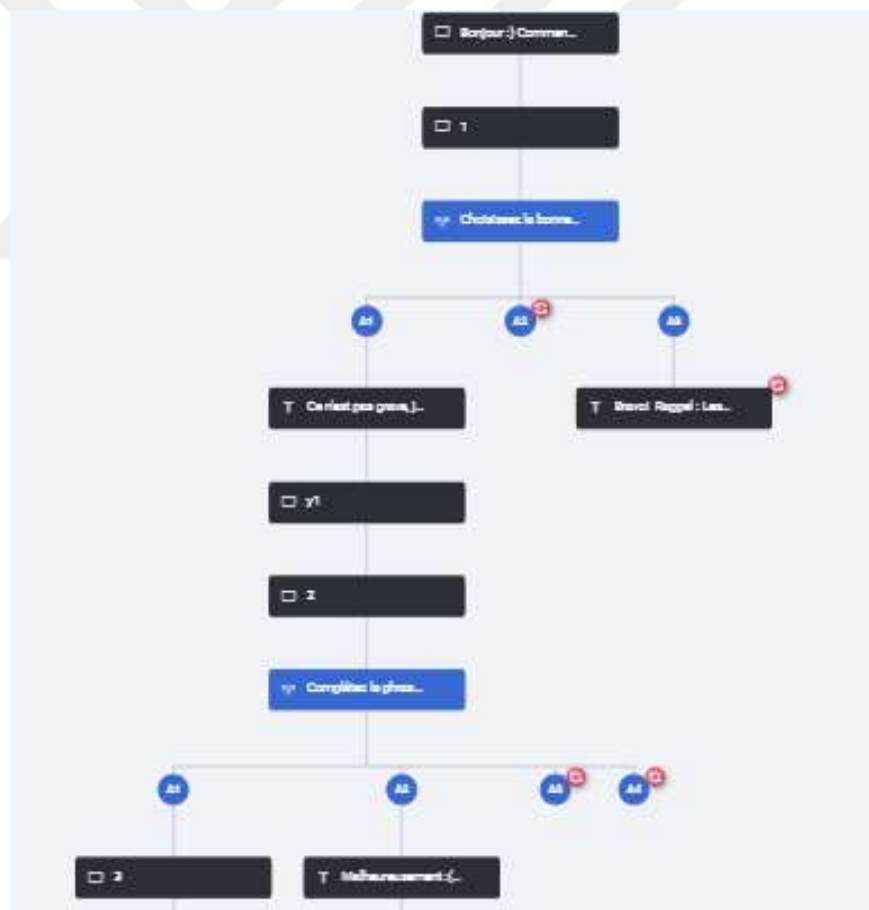 Bonjour :) Commen...
1
Choisissez la bonne...
A1
A2
A3
Ce n'est pas grave, j...
Bravo! Rappel : Les...
y1
2
Complétez la phras...
A1
A2
A3
A4
3
Malheureusement :(...